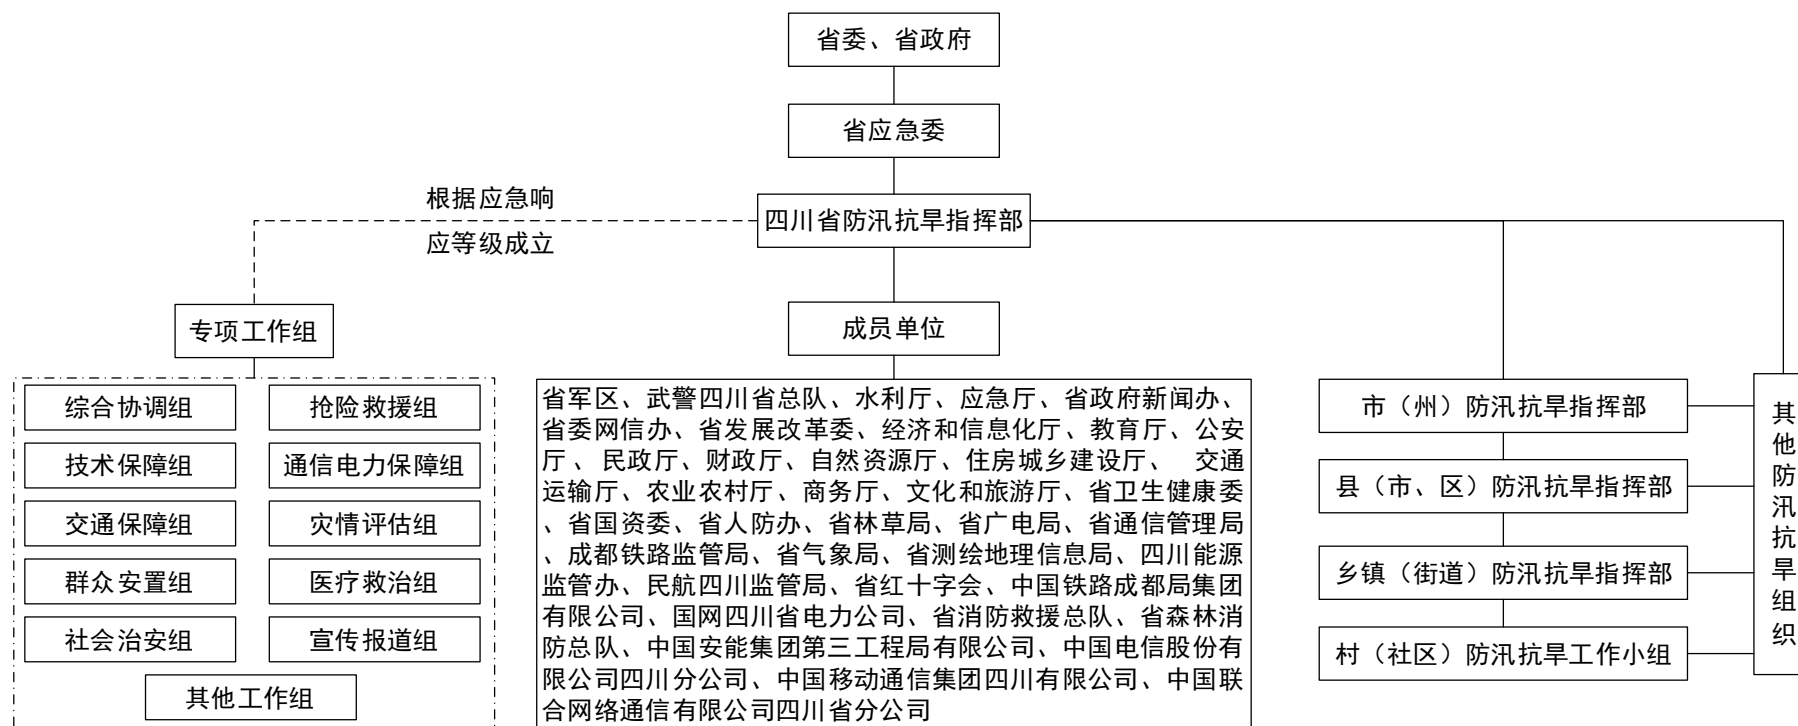 省委、省政府
省应急委
根据应急响
应等级成立
四川省防汛抗旱指挥部
专项工作组
成员单位
综合协调组
抢险救援组
技术保障组
通信电力保障组
交通保障组
灾情评估组
群众安置组
医疗救治组
社会治安组
宣传报道组
其他工作组
省军区、武警四川省总队、水利厅、应急厅、省政府新闻办、
省委网信办、省发展改革委、经济和信息化厅、教育厅、公安
厅、 民政厅、财政厅、自然资源厅、住房城乡建设厅、 交通
运输厅、农业农村厅、商务厅、文化和旅游厅、省卫生健康委
、省国资委、省人防办、省林草局、省广电局、省通信管理局
、成都铁路监管局、省气象局、省测绘地理信息局、四川能源
监管办、民航四川监管局、省红十字会、中国铁路成都局集团
有限公司、国网四川省电力公司、省消防救援总队、省森林消
防总队、中国安能集团第三工程局有限公司、中国电信股份有
限公司四川分公司、中国移动通信集团四川有限公司、中国联
合网络通信有限公司四川省分公司
市（州）防汛抗旱指挥部
县（市、区）防汛抗旱指挥部
乡镇（街道）防汛抗旱指挥部
村（社区）防汛抗旱工作小组
其他防汛抗旱组织